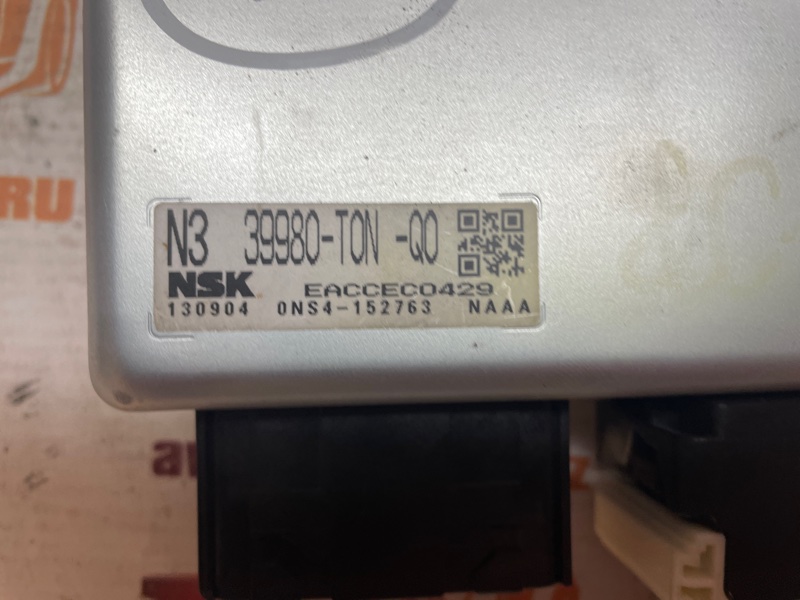 N3 39980-T0N -Q0
NSK EACCEC0429
130904 0NS4-152763 NAAA
.RU